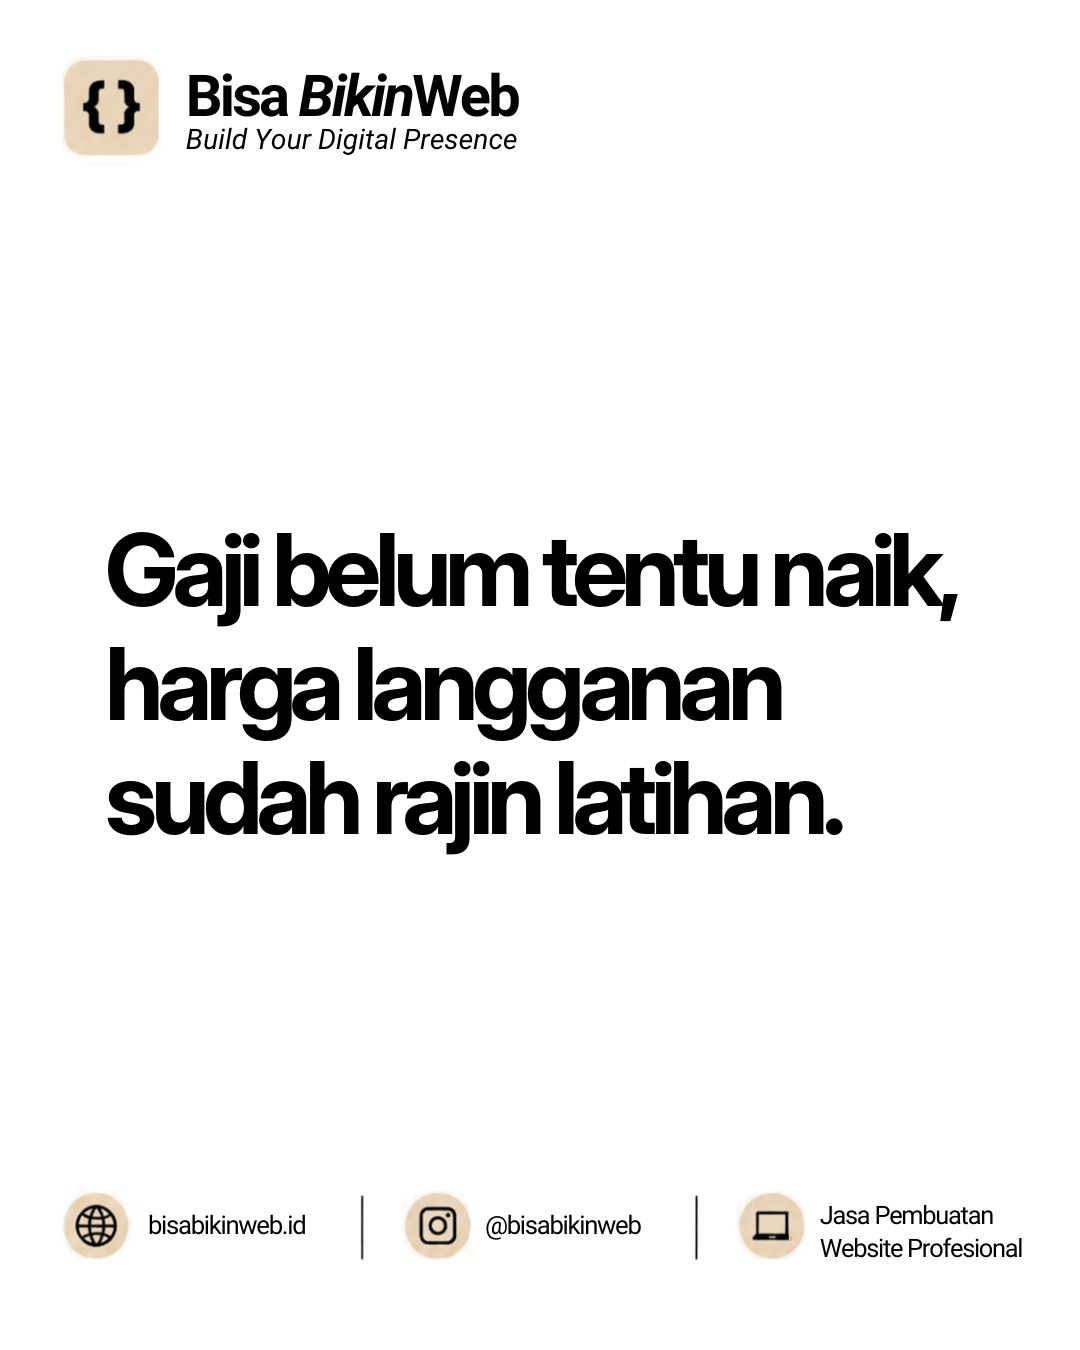 { }
Bisa BikinWeb
Build Your Digital Presence
Gaji belum tentu naik,
harga langganan
sudah rajin latihan.
bisabikinweb.id
@bisabikinweb
Jasa Pembuatan
Website Profesional